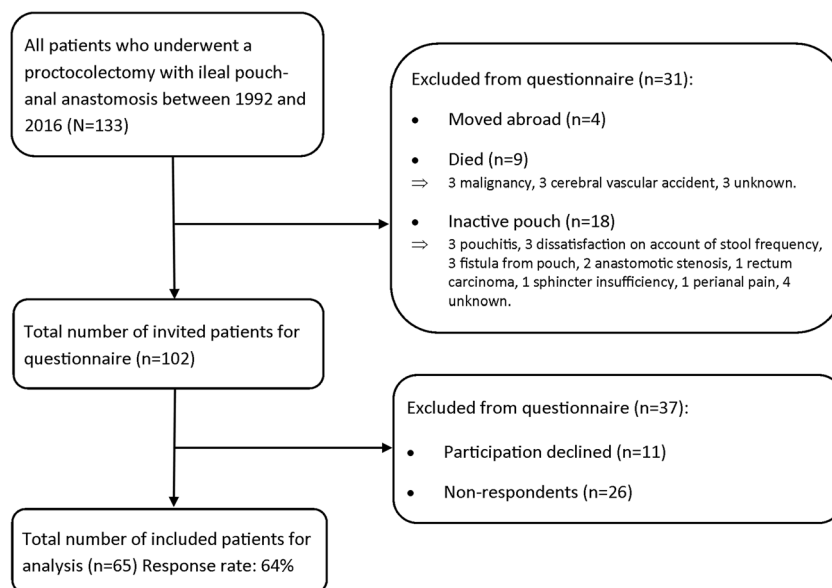 All patients who underwent a
proctocolectomy with ileal pouch-
anal anastomosis between 1992 and
2016 (N=133)
Excluded from questionnaire (n=31):
• Moved abroad (n=4)
• Died (n=9)
⇒ 3 malignancy, 3 cerebral vascular accident, 3 unknown.
• Inactive pouch (n=18)
⇒ 3 pouchitis, 3 dissatisfaction on account of stool frequency,
3 fistula from pouch, 2 anastomotic stenosis, 1 rectum
carcinoma, 1 sphincter insufficiency, 1 perianal pain, 4
unknown.
Total number of invited patients for
questionnaire (n=102)
Excluded from questionnaire (n=37):
• Participation declined (n=11)
• Non-respondents (n=26)
Total number of included patients for
analysis (n=65) Response rate: 64%